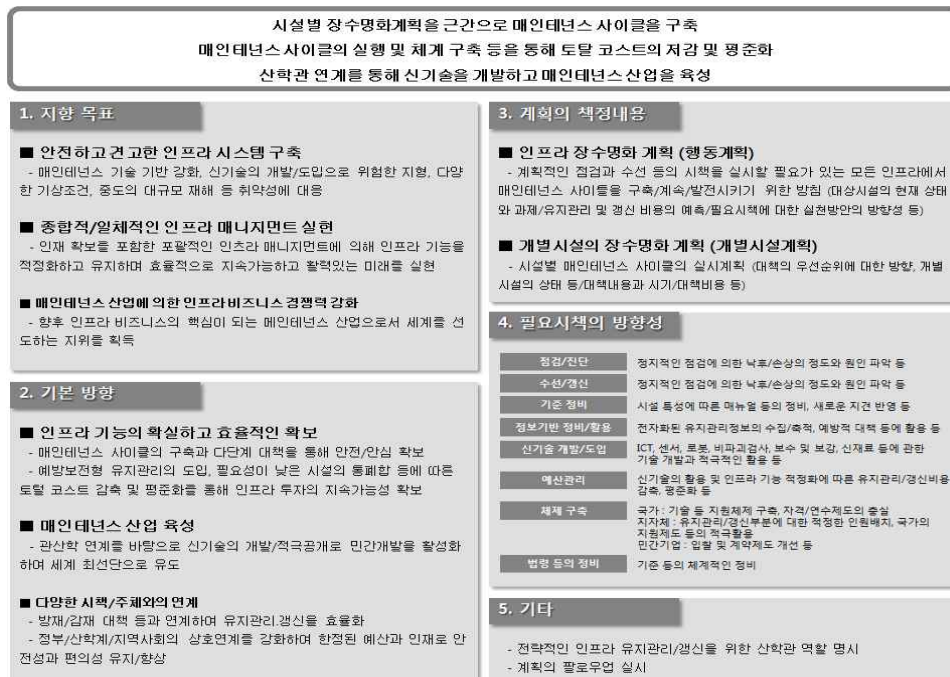 시설별 장수명화계획을 근간으로 매인테넌스 사이클을 구축
매인테넌스 사이클의 실행 및 체계 구축 등을 통해 토탈 코스트의 저감 및 평준화
산학관 연계를 통해 신기술을 개발하고 매인테넌스 산업을 육성
1. 지향 목표
■ 안전하고 견고한 인프라 시스템 구축
- 매인테넌스 기술 기반 강화, 신기술의 개발/도입으로 위험한 지형, 다양
한 기상조건, 중도의 대규모 재해 등 취약성에 대응
■ 종합적/일체적인 인프라 매니지먼트 실현
- 인재 확보를 포함한 포괄적인 인츠라 매니지먼트에 의해 인프라 기능을
적정화하고 유지하며 효율적으로 지속가능하고 활력있는 미래를 실현
■ 매인테넌스 산업에 의한 인프라 비즈니스 경쟁력 강화
- 향후 인프라 비즈니스의 핵심이 되는 메인테넌스 산업으로서 세계를 선
도하는 지위를 획득
2. 기본 방향
■ 인프라 기능의 확실하고 효율적인 확보
- 매인테넌스 사이클의 구축과 다단계 대책을 통해 안전/안심 확보
- 예방보전형 유지관리의 도입, 필요성이 낮은 시설의 통폐합 등에 따른
토털 코스트 감축 및 평준화를 통해 인프라 투자의 지속가능성 확보
■ 매인테넌스 산업 육성
- 관산학 연계를 바탕으로 신기술의 개발/적극공개로 민간개발을 활성화
하며 세계 최선단으로 유도
■ 다양한 시책/주체와의 연계
- 방재/감재 대책 등과 연계하며 유지관리.갱신을 효율화
- 정부/산학계/지역사회의 상호연계를 강화하며 한정된 예산과 인재로 안
전성과 편의성 유지/향상
3. 계획의 책정내용
■ 인프라 장수명화 계획 (행동계획)
- 계획적인 점검과 수선 등의 시책을 실시할 필요가 있는 모든 인프라에서
매인테넌스 사이틀을 구축/계속/발전시키기 위한 방침 (대상시설의 현재 상태
와 과제/유지관리 및 갱신 비용의 예측/필요시책에 대한 실천방안의 방향성 등)
■ 개별시설의 장수명화 계획 (개별시설계획)
- 시설별 매인테넌스 사이클의 실시계획 (대책의 우선순위에 대한 방향, 개별
시설의 상태 등/대책내용과 시기/대책비용 등)
4. 필요시책의 방향성
점검/진단 정지적인 점검에 의한 낙후/손상의 정도와 원인 파악 등
수선/갱신 정지적인 점검에 의한 낙후/손상의 정도와 원인 파악 등
기준 정비 시설 특성에 따른 매뉴얼 등의 정비, 새로운 지견 반영 등
정보기반 정비/활용 전자화된 유지관리정보의 수집/축적, 예방적 대책 등에 활용 등
신기술 개발/도입 ICT, 센서, 로봇, 비파괴검사, 보수 및 보강, 신재료 등에 관한
기술 개발과 적극적인 활용 등
예산관리 신기술의 활용 및 인프라 기능 적정화에 따른 유지관리/갱신비용
감축, 평준화 등
체제 구축 국가 : 기술 등 지원체제 구축, 자격/연수제도의 충실
지자체 : 유지관리/갱신부분에 대한 적정한 인원배치, 국가의
지원제도 등의 적극활용
민간기업 : 입찰 및 계약제도 개선 등
법령 등의 정비 기준 등의 체계적인 정비
5. 기타
- 전략적인 인프라 유지관리/갱신을 위한 산학관 역할 명시
- 계획의 팔로우업 실시